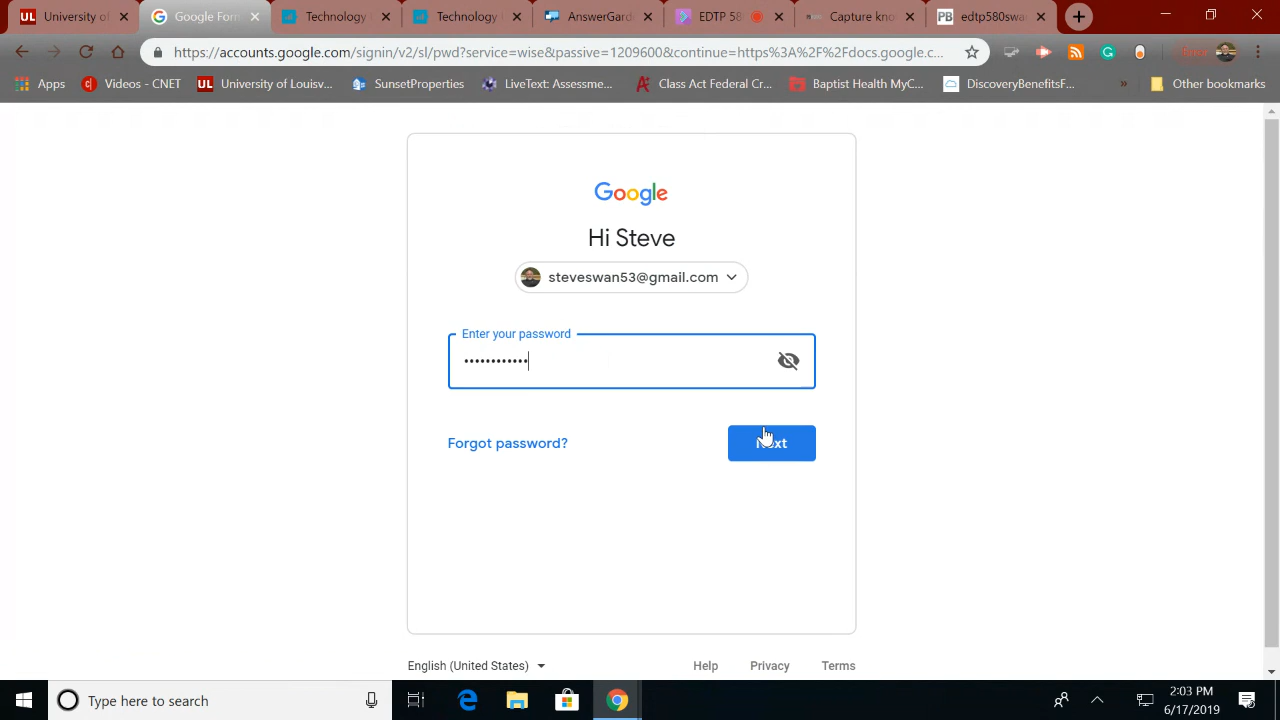 University of
Google For
Technology
Technology
AnswerGard
EDTP 58
Capture kno
edtp580swa
https://accounts.google.com/signin/v2/sl/pwd?service=wise&passive=1209600&continue=https%3A%2F%2Fdocs.google.c...
Apps
Videos - CNET
University of Louisv...
SunsetProperties
LiveText: Assessme...
Class Act Federal Cr...
Baptist Health MyC...
DiscoveryBenefitsF...
»
Other bookmarks
Google
Hi Steve
steveswan53@gmail.com
Enter your password
••••••••••••
Forgot password?
Next
English (United States)
Help
Privacy
Terms
Type here to search
2:03 PM
6/17/2019